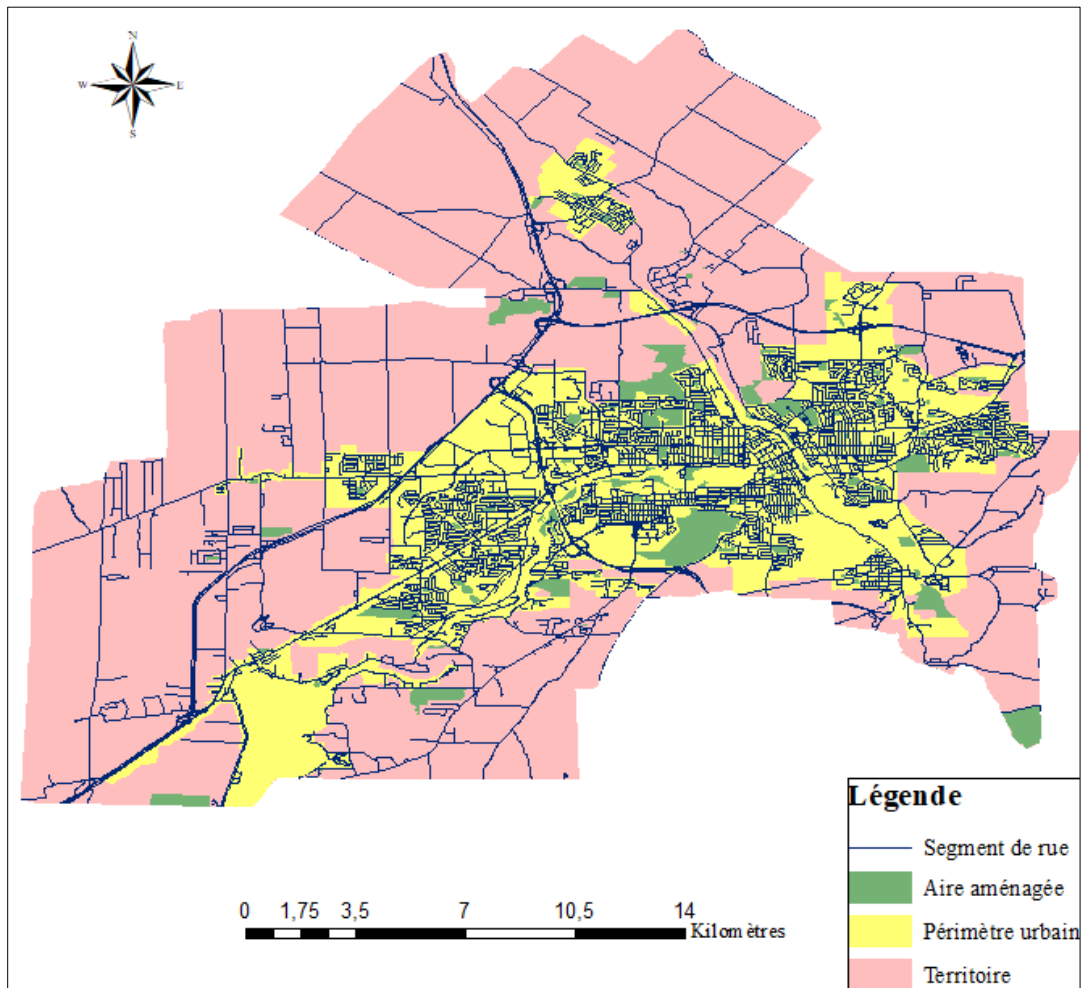 N
W E
S
Légende
Segment de rue
Aire aménagée
Périmètre urbain
Territoire
0 1,75 3,5 7 10,5 14
Kilomètres